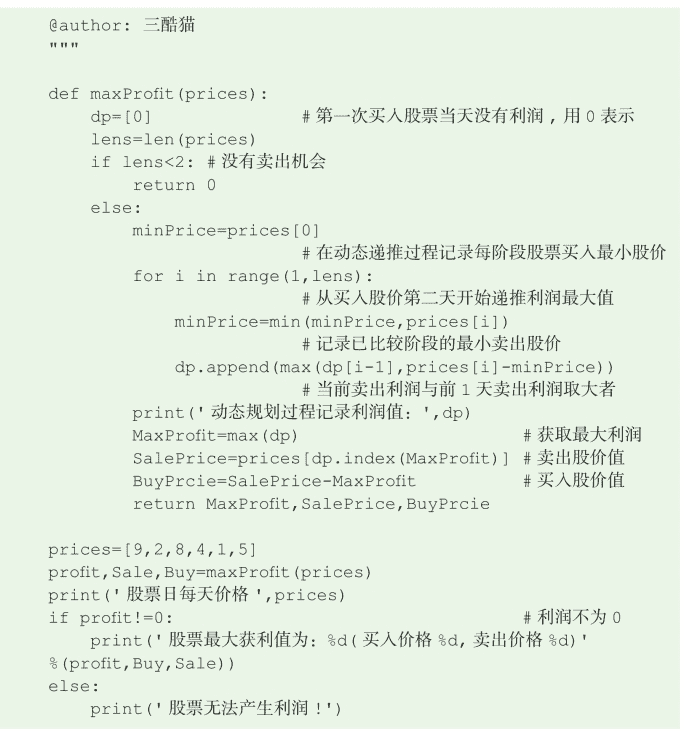 @author: 三酷猫
"""
def maxProfit(prices):
    dp=[0]                # 第一次买入股票当天没有利润，用 0 表示
    lens=len(prices)
    if lens<2: # 没有卖出机会
        return 0
    else:
        minPrice=prices[0]
                        # 在动态递推过程记录每阶段股票买入最小股价
        for i in range(1,lens):
                        # 从买入股价第二天开始递推利润最大值
            minPrice=min(minPrice,prices[i])
                        # 记录已比较阶段的最小卖出股价
            dp.append(max(dp[i-1],prices[i]-minPrice))
                        # 当前卖出利润与前 1 天卖出利润取大者
        print('动态规划过程记录利润值：',dp)
        MaxProfit=max(dp)                    # 获取最大利润
        SalePrice=prices[dp.index(MaxProfit)] # 卖出股价值
        BuyPrcie=SalePrice-MaxProfit         # 买入股价值
        return MaxProfit,SalePrice,BuyPrcie
prices=[9,2,8,4,1,5]
profit,Sale,Buy=maxProfit(prices)
print('股票日每天价格',prices)
if profit!=0:                                # 利润不为 0
    print('股票最大获利值为：%d(买入价格%d,卖出价格%d)'
%(profit,Buy,Sale))
else:
    print('股票无法产生利润！')